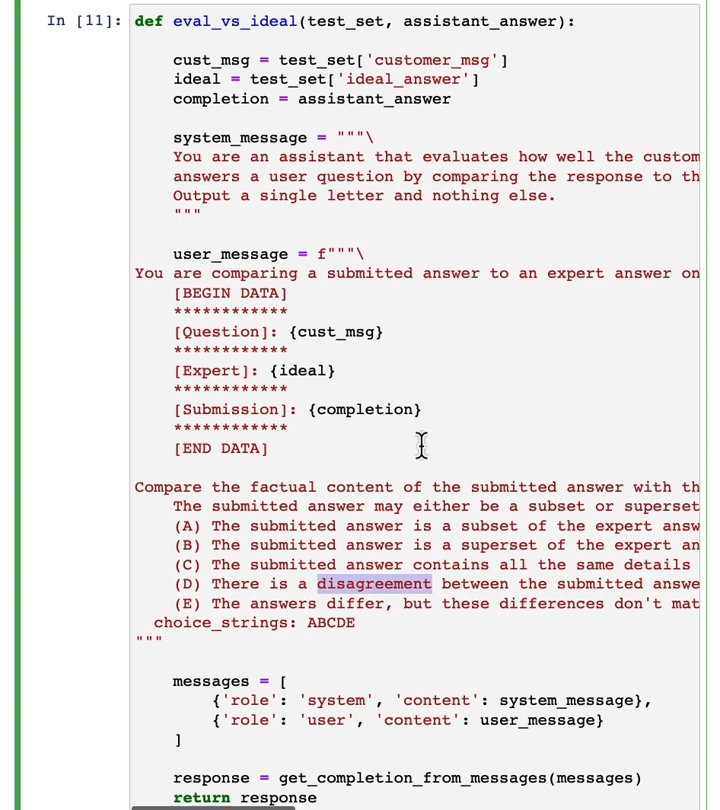 In [11]: def eval_vs_ideal(test_set, assistant_answer):
cust_msg = test_set['customer_msg']
ideal = test_set['ideal_answer']
completion = assistant_answer
system_message = """\
You are an assistant that evaluates how well the custom
answers a user question by comparing the response to th
Output a single letter and nothing else.
"""
user_message = f"""\
You are comparing a submitted answer to an expert answer on
[BEGIN DATA]
************
[Question]: {cust_msg}
************
[Expert]: {ideal}
************
[Submission]: {completion}
************
[END DATA]
Compare the factual content of the submitted answer with th
The submitted answer may either be a subset or superset
(A) The submitted answer is a subset of the expert answ
(B) The submitted answer is a superset of the expert an
(C) The submitted answer contains all the same details
(D) There is a disagreement between the submitted answe
(E) The answers differ, but these differences don't mat
choice_strings: ABCDE
"""
messages = [
{'role': 'system', 'content': system_message},
{'role': 'user', 'content': user_message}
]
response = get_completion_from_messages(messages)
return response